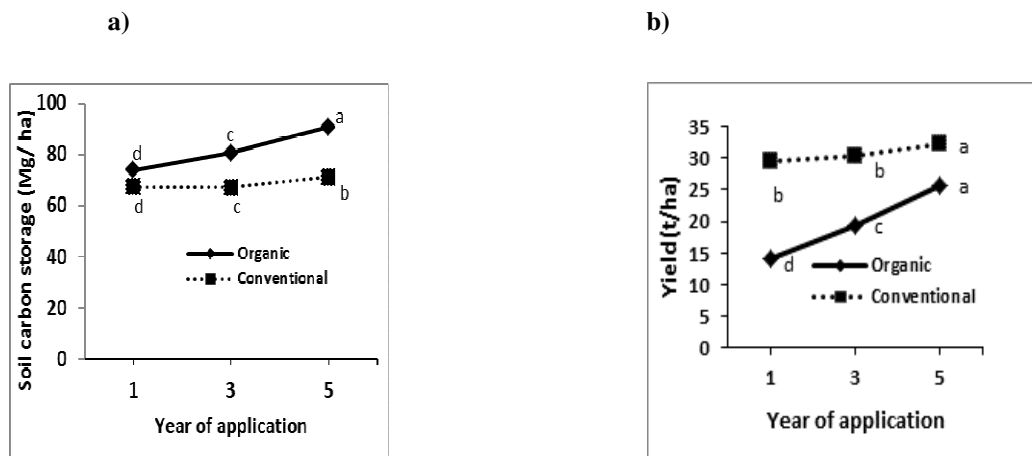 a)
b)
Soil carbon storage (Mg/ ha)
100
80
60
40
20
0
d
c
a
d
c
b
Organic
Conventional
1 3 5
Year of application
Yield (t/ha)
35
30
25
20
15
10
5
0
b
b
a
d
c
a
Organic
Conventional
1 3 5
Year of application